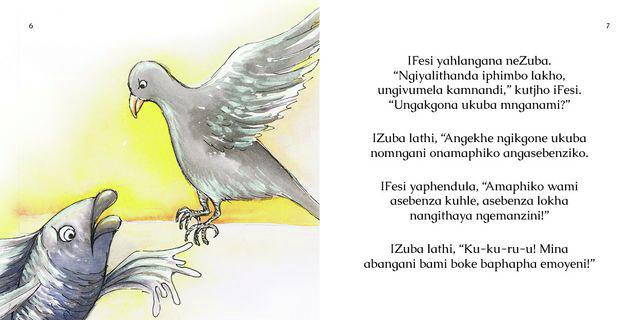 6
7
IFesi yahlangana neZuba.
“Ngiyalithanda iphimbo lakho,
ungivumela kamnandi,” kutjho iFesi.
“Ungakgona ukuba mnganami?”
IZuba lathi, “Angekhe ngikgone ukuba
nomngani onamaphiko angasebenziko.
IFesi yaphendula, “Amaphiko wami
asebenza kuhle, asebenza lokha
nangithaya ngemanzini!”
IZuba lathi, “Ku-ku-ru-u! Mina
abangani bami boke baphapha emoyeni!”